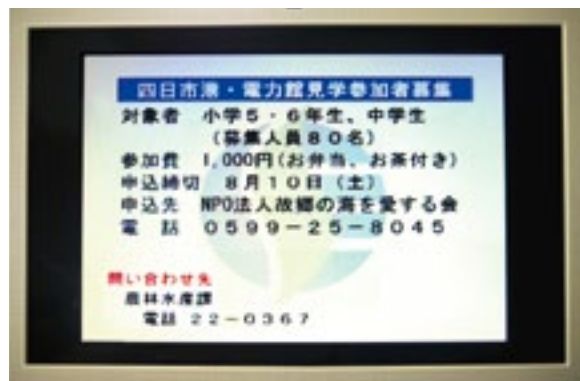 四日市港・電力館見学参加者募集
対象者 小学5・6年生、中学生
(募集人員80名)
参加費 1,000円(お弁当、お茶付き)
申込締切 8月10日(土)
申込先 NPO法人故郷の海を愛する会
電話 0599-25-8045
問い合わせ先
農林水産課
電話 22-0367